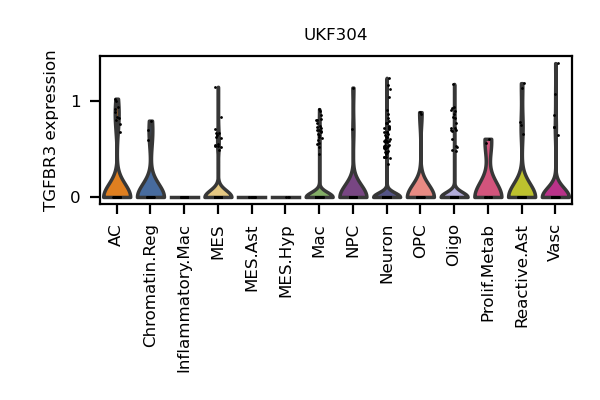 UKF304
TGFBR3 expression
1
0
AC
Chromatin.Reg
Inflammatory.Mac
MES
MES.Ast
MES.Hyp
Mac
NPC
Neuron
OPC
Oligo
Prolif.Metab
Reactive.Ast
Vasc